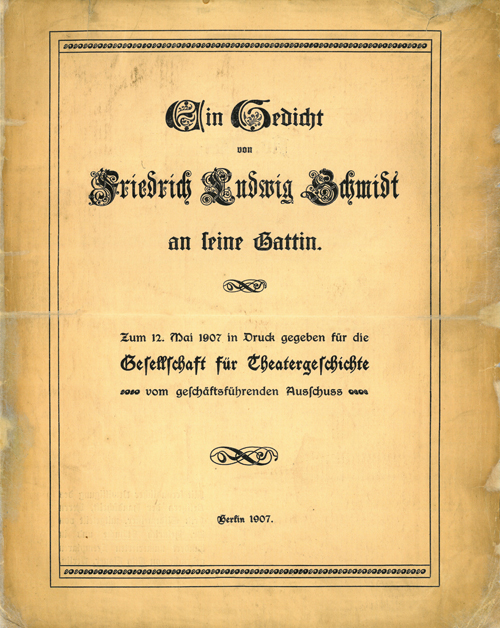 Ein Gedicht
von
Friedrich Ludwig Schmidt
an ſeine Gattin.
Zum 12. Mai 1907 in Druck gegeben für die
Geſellſchaft für Theatergeſchichte
vom geſchäftsführenden Ausſchuss
Berlin 1907.